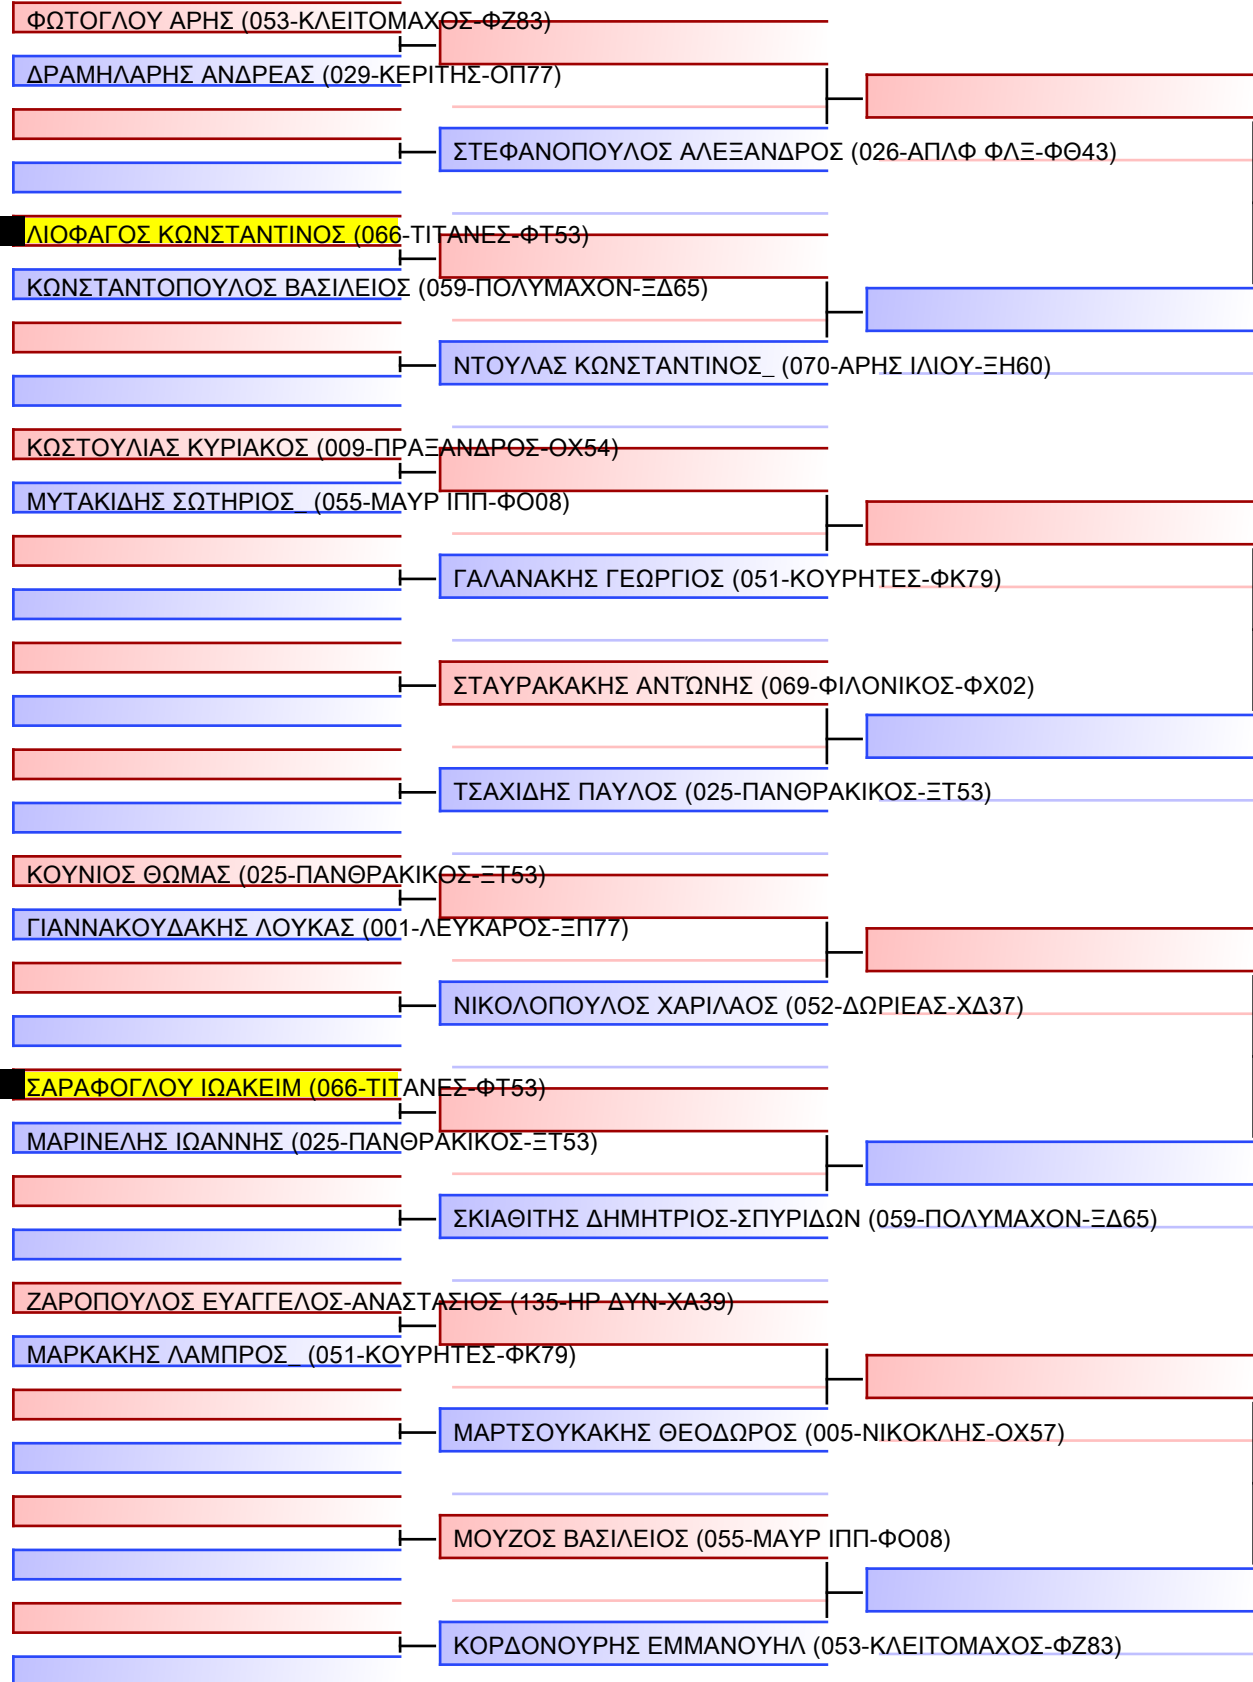 ΦΩΤΟΓΛΟΥ ΑΡΗΣ (053-ΚΛΕΙΤΟΜΑΧΟΣ-ΦΖ83)
ΔΡΑΜΗΛΑΡΗΣ ΑΝΔΡΕΑΣ (029-ΚΕΡΙΤΗΣ-ΟΠ77)
ΣΤΕΦΑΝΟΠΟΥΛΟΣ ΑΛΕΞΑΝΔΡΟΣ (026-ΑΠΛΦ ΦΛΞ-ΦΘ43)
ΛΙΟΦΑΓΟΣ ΚΩΝΣΤΑΝΤΙΝΟΣ (066-ΤΙΤΑΝΕΣ-ΦΤ53)
ΚΩΝΣΤΑΝΤΟΠΟΥΛΟΣ ΒΑΣΙΛΕΙΟΣ (059-ΠΟΛΥΜΑΧΟΝ-ΞΔ65)
ΝΤΟΥΛΑΣ ΚΩΝΣΤΑΝΤΙΝΟΣ_ (070-ΑΡΗΣ ΙΛΙΟΥ-ΞΗ60)
ΚΩΣΤΟΥΛΙΑΣ ΚΥΡΙΑΚΟΣ (009-ΠΡΑΞΑΝΔΡΟΣ-ΟΧ54)
ΜΥΤΑΚΙΔΗΣ ΣΩΤΗΡΙΟΣ_ (055-ΜΑΥΡ ΙΠΠ-ΦΟ08)
ΓΑΛΑΝΑΚΗΣ ΓΕΩΡΓΙΟΣ (051-ΚΟΥΡΗΤΕΣ-ΦΚ79)
ΣΤΑΥΡΑΚΑΚΗΣ ΑΝΤΏΝΗΣ (069-ΦΙΛΟΝΙΚΟΣ-ΦΧ02)
ΤΣΑΧΙΔΗΣ ΠΑΥΛΟΣ (025-ΠΑΝΘΡΑΚΙΚΟΣ-ΞΤ53)
ΚΟΥΝΙΟΣ ΘΩΜΑΣ (025-ΠΑΝΘΡΑΚΙΚΟΣ-ΞΤ53)
ΓΙΑΝΝΑΚΟΥΔΑΚΗΣ ΛΟΥΚΑΣ (001-ΛΕΥΚΑΡΟΣ-ΞΠ77)
ΝΙΚΟΛΟΠΟΥΛΟΣ ΧΑΡΙΛΑΟΣ (052-ΔΩΡΙΕΑΣ-ΧΔ37)
ΣΑΡΑΦΟΓΛΟΥ ΙΩΑΚΕΙΜ (066-ΤΙΤΑΝΕΣ-ΦΤ53)
ΜΑΡΙΝΕΛΗΣ ΙΩΑΝΝΗΣ (025-ΠΑΝΘΡΑΚΙΚΟΣ-ΞΤ53)
ΣΚΙΑΘΙΤΗΣ ΔΗΜΗΤΡΙΟΣ-ΣΠΥΡΙΔΩΝ (059-ΠΟΛΥΜΑΧΟΝ-ΞΔ65)
ΖΑΡΟΠΟΥΛΟΣ ΕΥΑΓΓΕΛΟΣ-ΑΝΑΣΤΑΣΙΟΣ (135-ΗΡ ΔΥΝ-ΧΑ39)
ΜΑΡΚΑΚΗΣ ΛΑΜΠΡΟΣ_ (051-ΚΟΥΡΗΤΕΣ-ΦΚ79)
ΜΑΡΤΣΟΥΚΑΚΗΣ ΘΕΟΔΩΡΟΣ (005-ΝΙΚΟΚΛΗΣ-ΟΧ57)
ΜΟΥΖΟΣ ΒΑΣΙΛΕΙΟΣ (055-ΜΑΥΡ ΙΠΠ-ΦΟ08)
ΚΟΡΔΟΝΟΥΡΗΣ ΕΜΜΑΝΟΥΗΛ (053-ΚΛΕΙΤΟΜΑΧΟΣ-ΦΖ83)